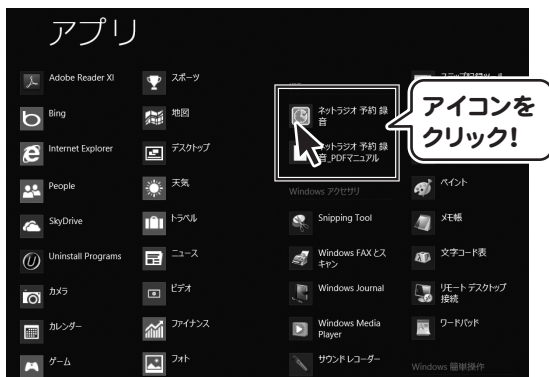 アプリ
Adobe Reader XI
Bing
Internet Explorer
People
SkyDrive
Uninstall Programs
カメラ
カレンダー
ゲーム
スポーツ
地図
デスクトップ
天気
トラベル
ニュース
ビデオ
ファイナンス
フォト
ネットラジオ 予約 録
音
ネットラジオ 予約 録
音_PDFマニュアル
Windows アクセサリ
Snipping Tool
Windows FAX とス
キャン
Windows Journal
Windows Media
Player
サウンド レコーダー
アイコンを
クリック!
ペイント
メモ帳
文字コード表
リモート デスクトップ
接続
ワードパッド
Windows 簡単操作